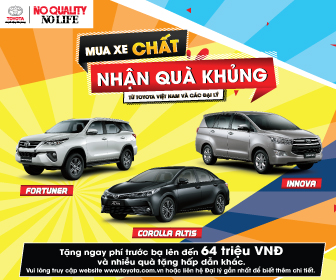 TOYOTA
NO QUALITY
NO LIFE
MUA XE CHẤT
NHẬN QUÀ KHỦNG
TỪ TOYOTA VIỆT NAM VÀ CÁC ĐẠI LÝ
FORTUNER
INNOVA
COROLLA ALTIS
Tặng ngay phí trước bạ lên đến 64 triệu VNĐ
và nhiều quà tặng hấp dẫn khác.
Vui lòng truy cập website www.toyota.com.vn hoặc liên hệ Đại lý gần nhất để biết thêm chi tiết.